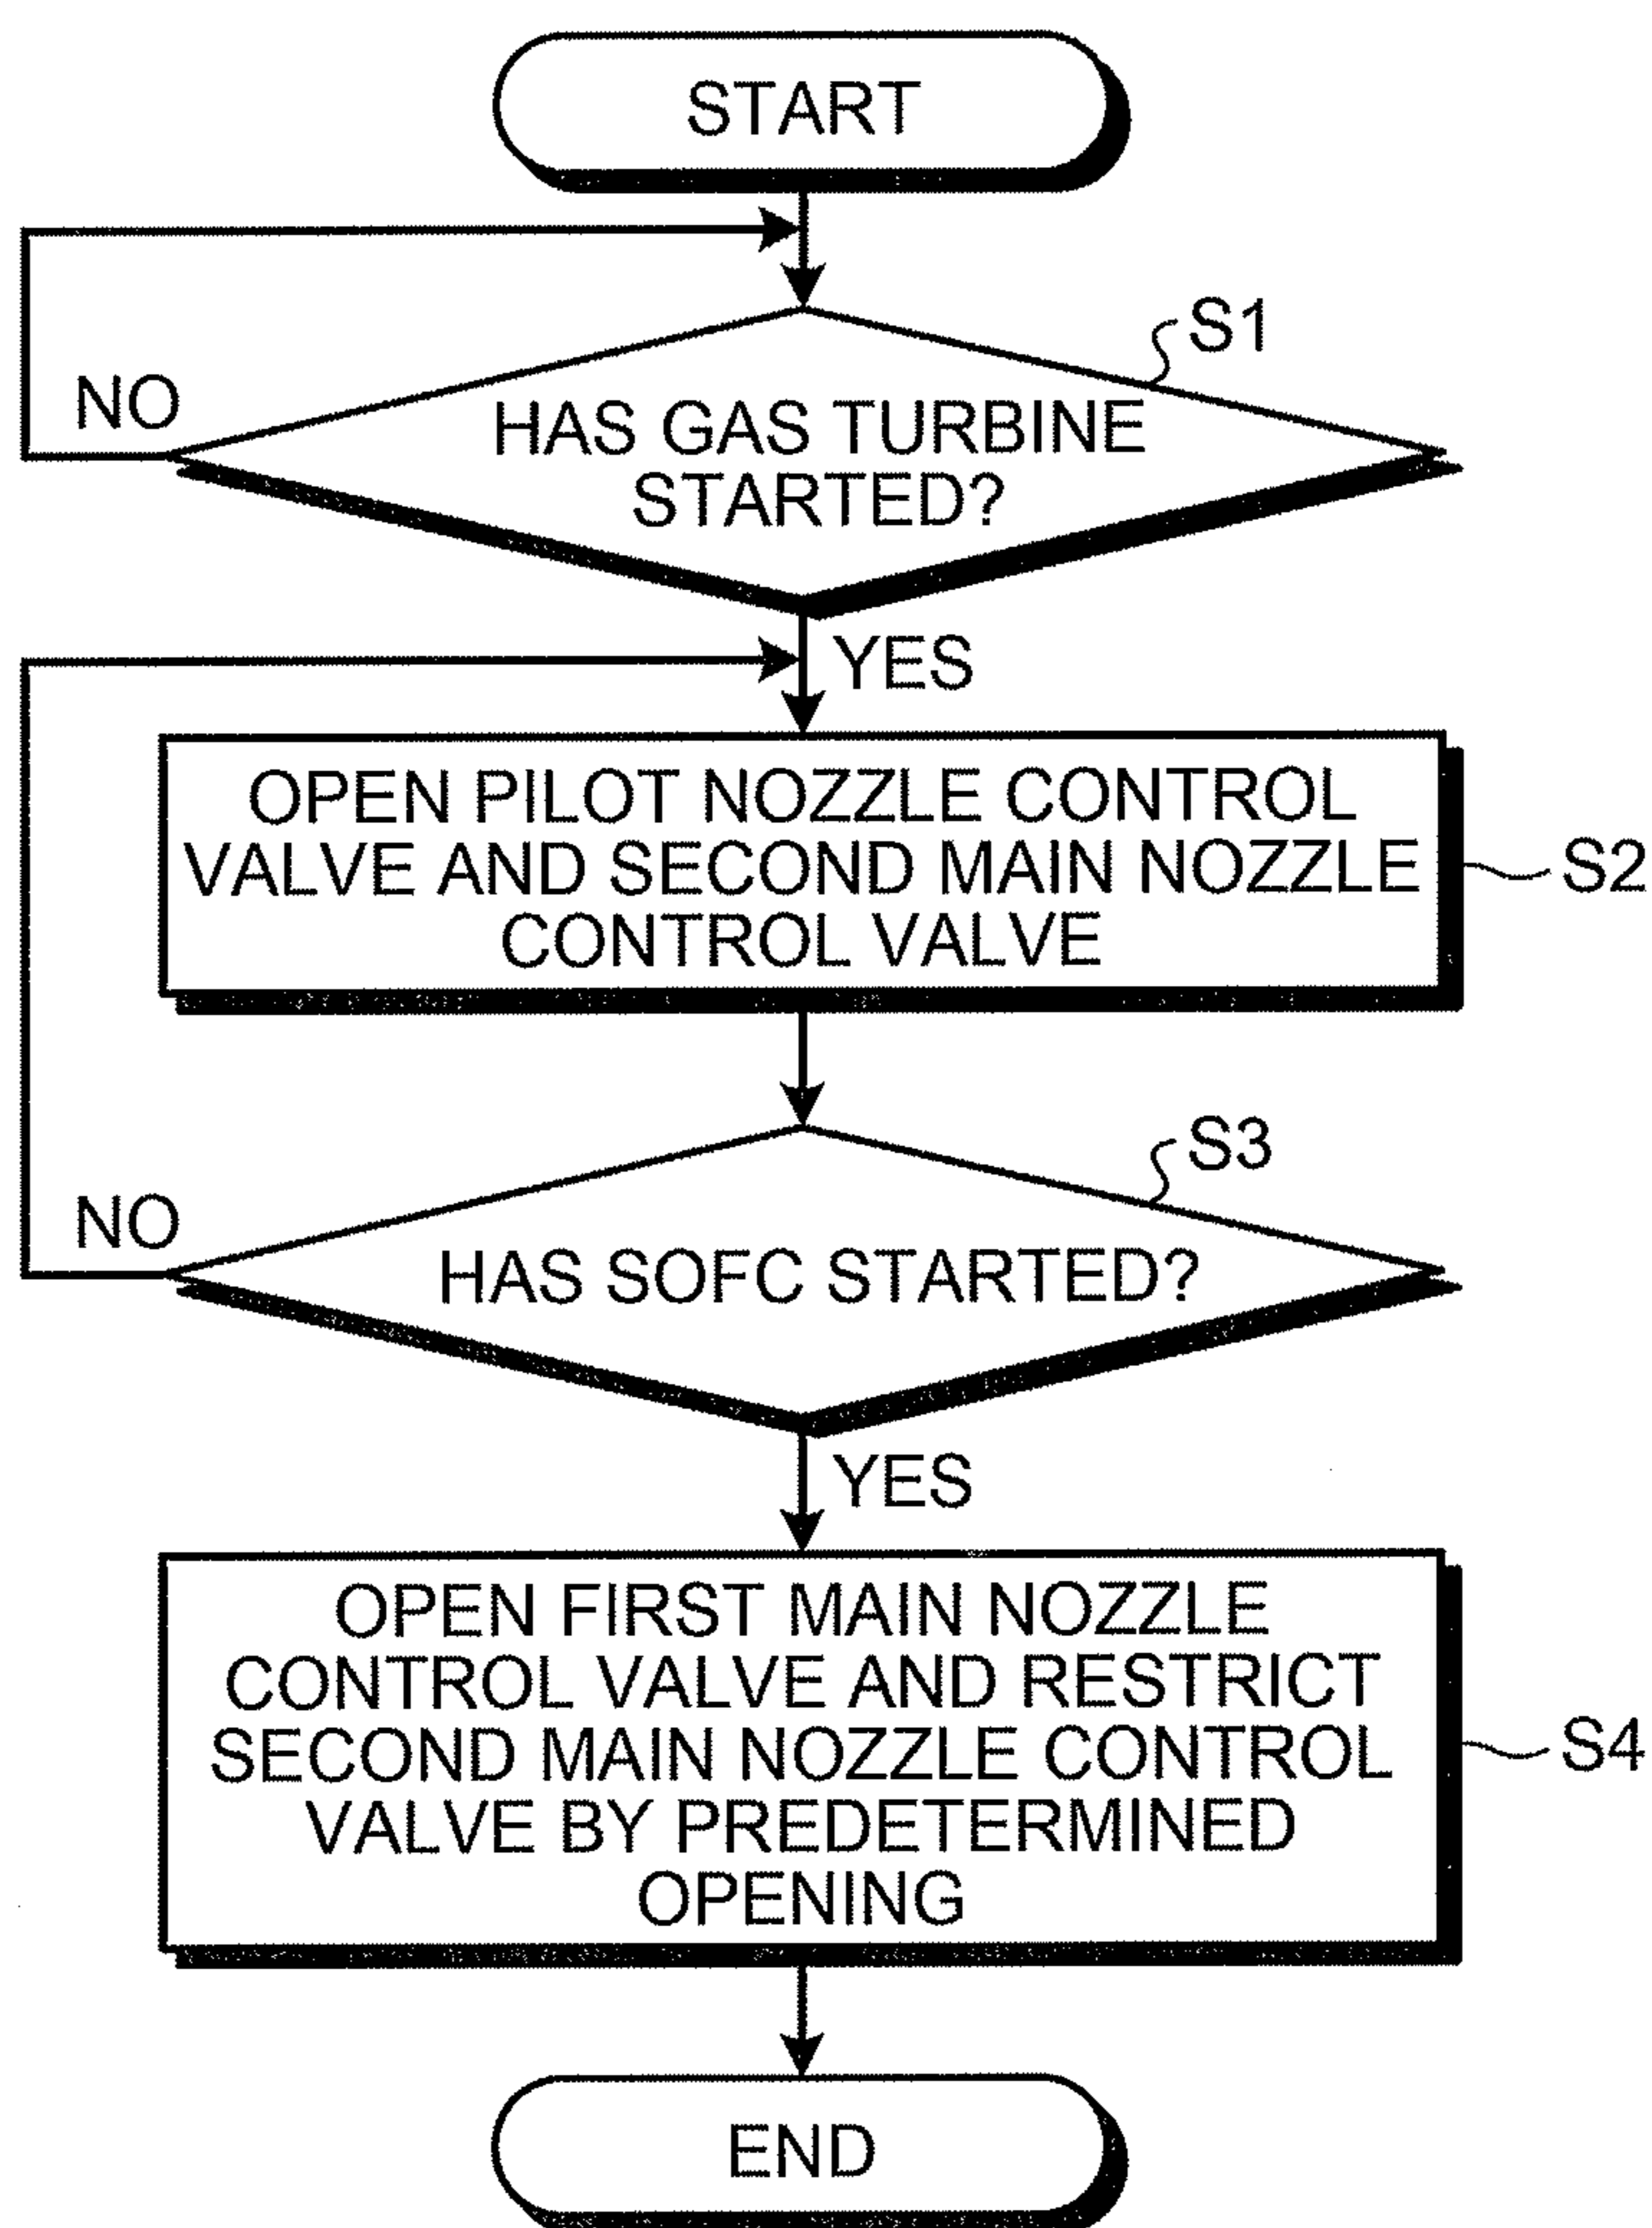 START
S1
NO
HAS GAS TURBINE
STARTED?
YES
OPEN PILOT NOZZLE CONTROL
VALVE AND SECOND MAIN NOZZLE
CONTROL VALVE
S2
S3
NO
HAS SOFC STARTED?
YES
OPEN FIRST MAIN NOZZLE
CONTROL VALVE AND RESTRICT
SECOND MAIN NOZZLE CONTROL
VALVE BY PREDETERMINED
OPENING
S4
END